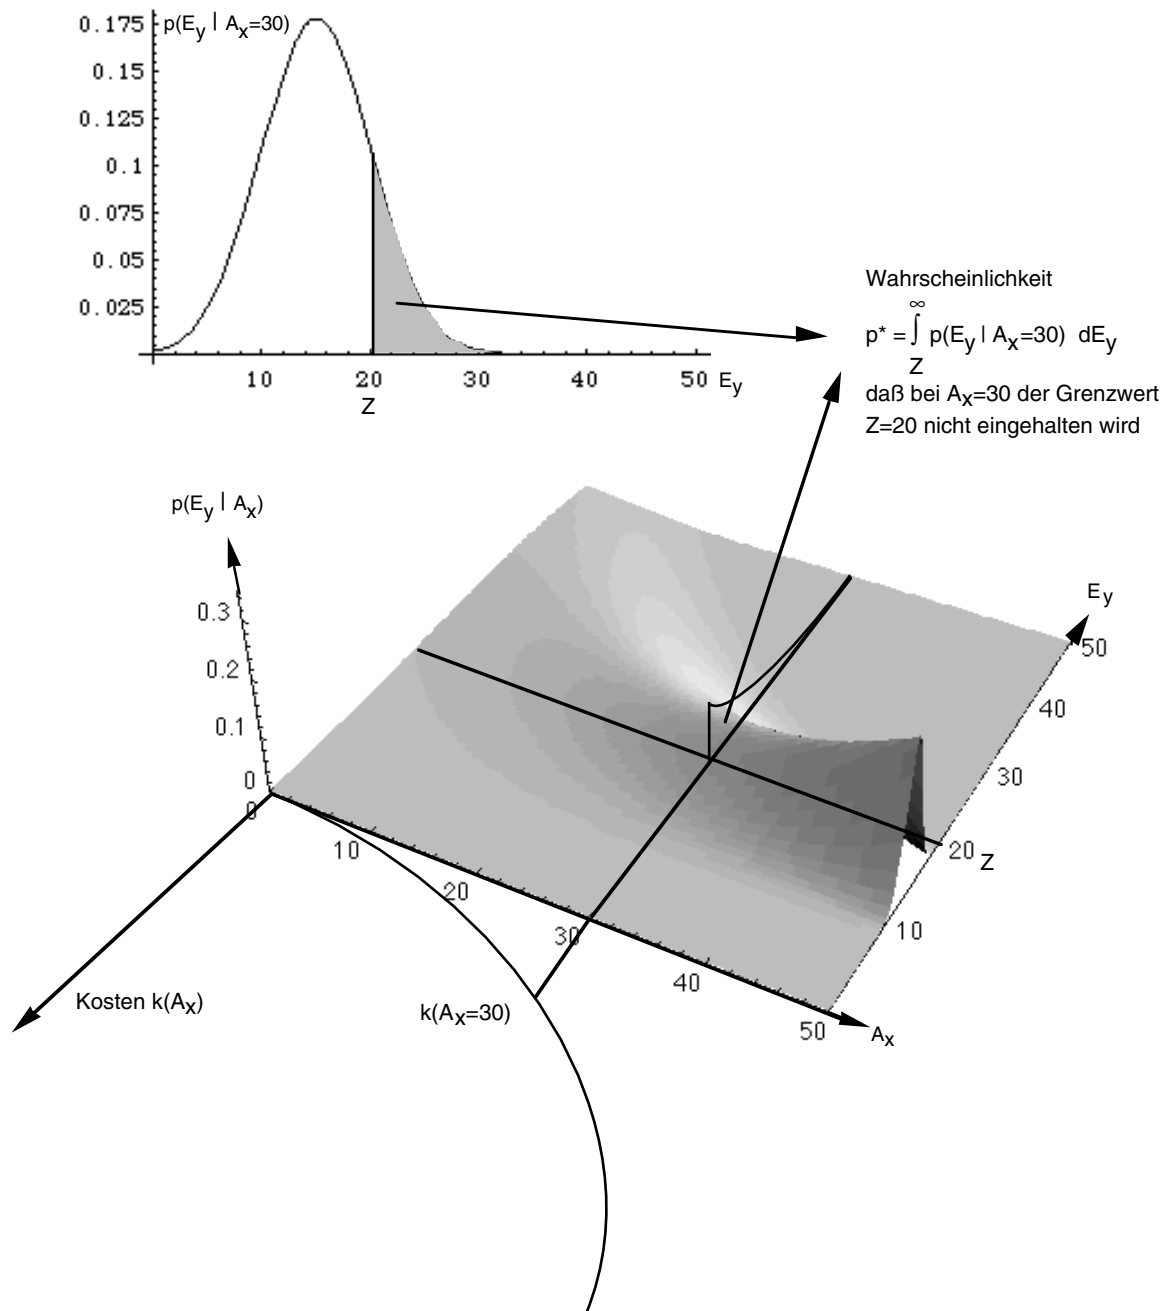 0.175
p(Ey | Ax=30)
0.15
0.125
0.1
0.075
0.05
0.025
10 20 30 40 50 Ey
Z
Wahrscheinlichkeit
p* = ∫ Z ∞ p(Ey | Ax=30) dEy
daß bei Ax=30 der Grenzwert
Z=20 nicht eingehalten wird
p(Ey | Ax)
0.3
0.2
0.1
0
0
10
20
30
40
50
Ax
Ey
50
40
30
20 Z
10
Kosten k(Ax)
k(Ax=30)